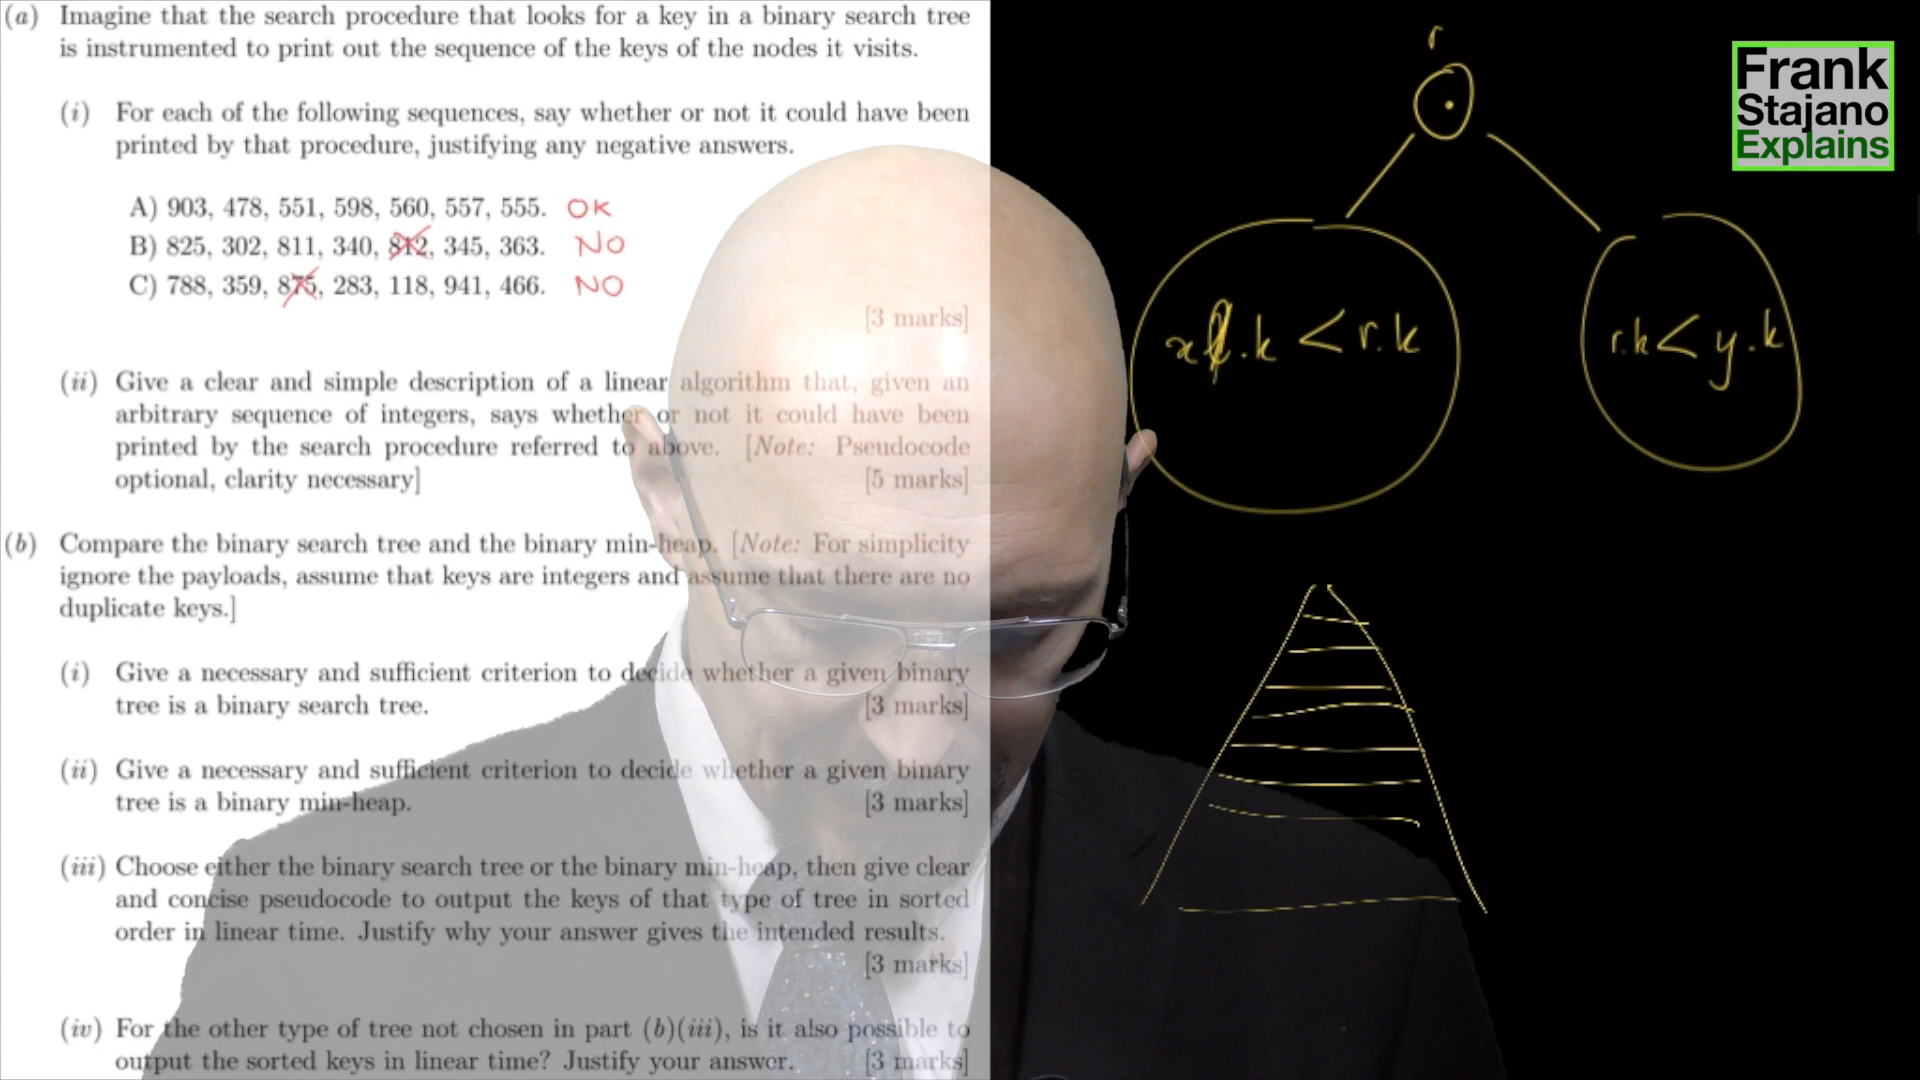 (a) Imagine that the search procedure that looks for a key in a binary search tree
is instrumented to print out the sequence of the keys of the nodes it visits.
(i) For each of the following sequences, say whether or not it could have been
printed by that procedure, justifying any negative answers.
A) 903, 478, 551, 598, 560, 557, 555. OK
B) 825, 302, 811, 340, 812, 345, 363. NO
C) 788, 359, 875, 283, 118, 941, 466. NO
[3 marks]
(ii) Give a clear and simple description of a linear algorithm that, given an
arbitrary sequence of integers, says whether or not it could have been
printed by the search procedure referred to above. [Note: Pseudocode
optional, clarity necessary]
[5 marks]
(b) Compare the binary search tree and the binary min-heap. [Note: For simplicity
ignore the payloads, assume that keys are integers and assume that there are no
duplicate keys.]
(i) Give a necessary and sufficient criterion to decide whether a given binary
tree is a binary search tree.
[3 marks]
(ii) Give a necessary and sufficient criterion to decide whether a given binary
tree is a binary min-heap.
[3 marks]
(iii) Choose either the binary search tree or the binary min-heap, then give clear
and concise pseudocode to output the keys of that type of tree in sorted
order in linear time. Justify why your answer gives the intended results.
[3 marks]
(iv) For the other type of tree not chosen in part (b)(iii), is it also possible to
output the sorted keys in linear time? Justify your answer.
[3 marks]
r
x.k < r.k
r.k < y.k
Frank
Stajano
Explains